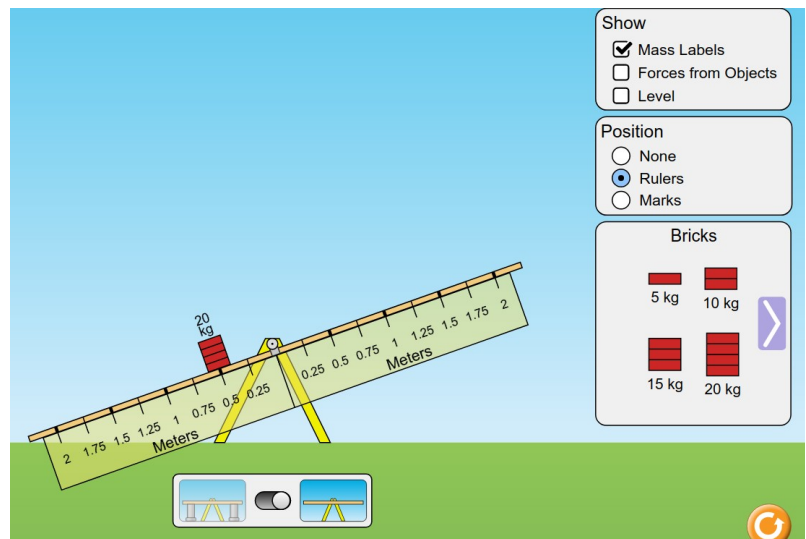 Show
Mass Labels
Forces from Objects
Level
Position
None
Rulers
Marks
Bricks
5 kg
10 kg
15 kg
20 kg
20
kg
2 1.75 1.5 1.25 1 0.75 0.5 0.25
Meters
0.25 0.5 0.75 1 1.25 1.5 1.75 2
Meters